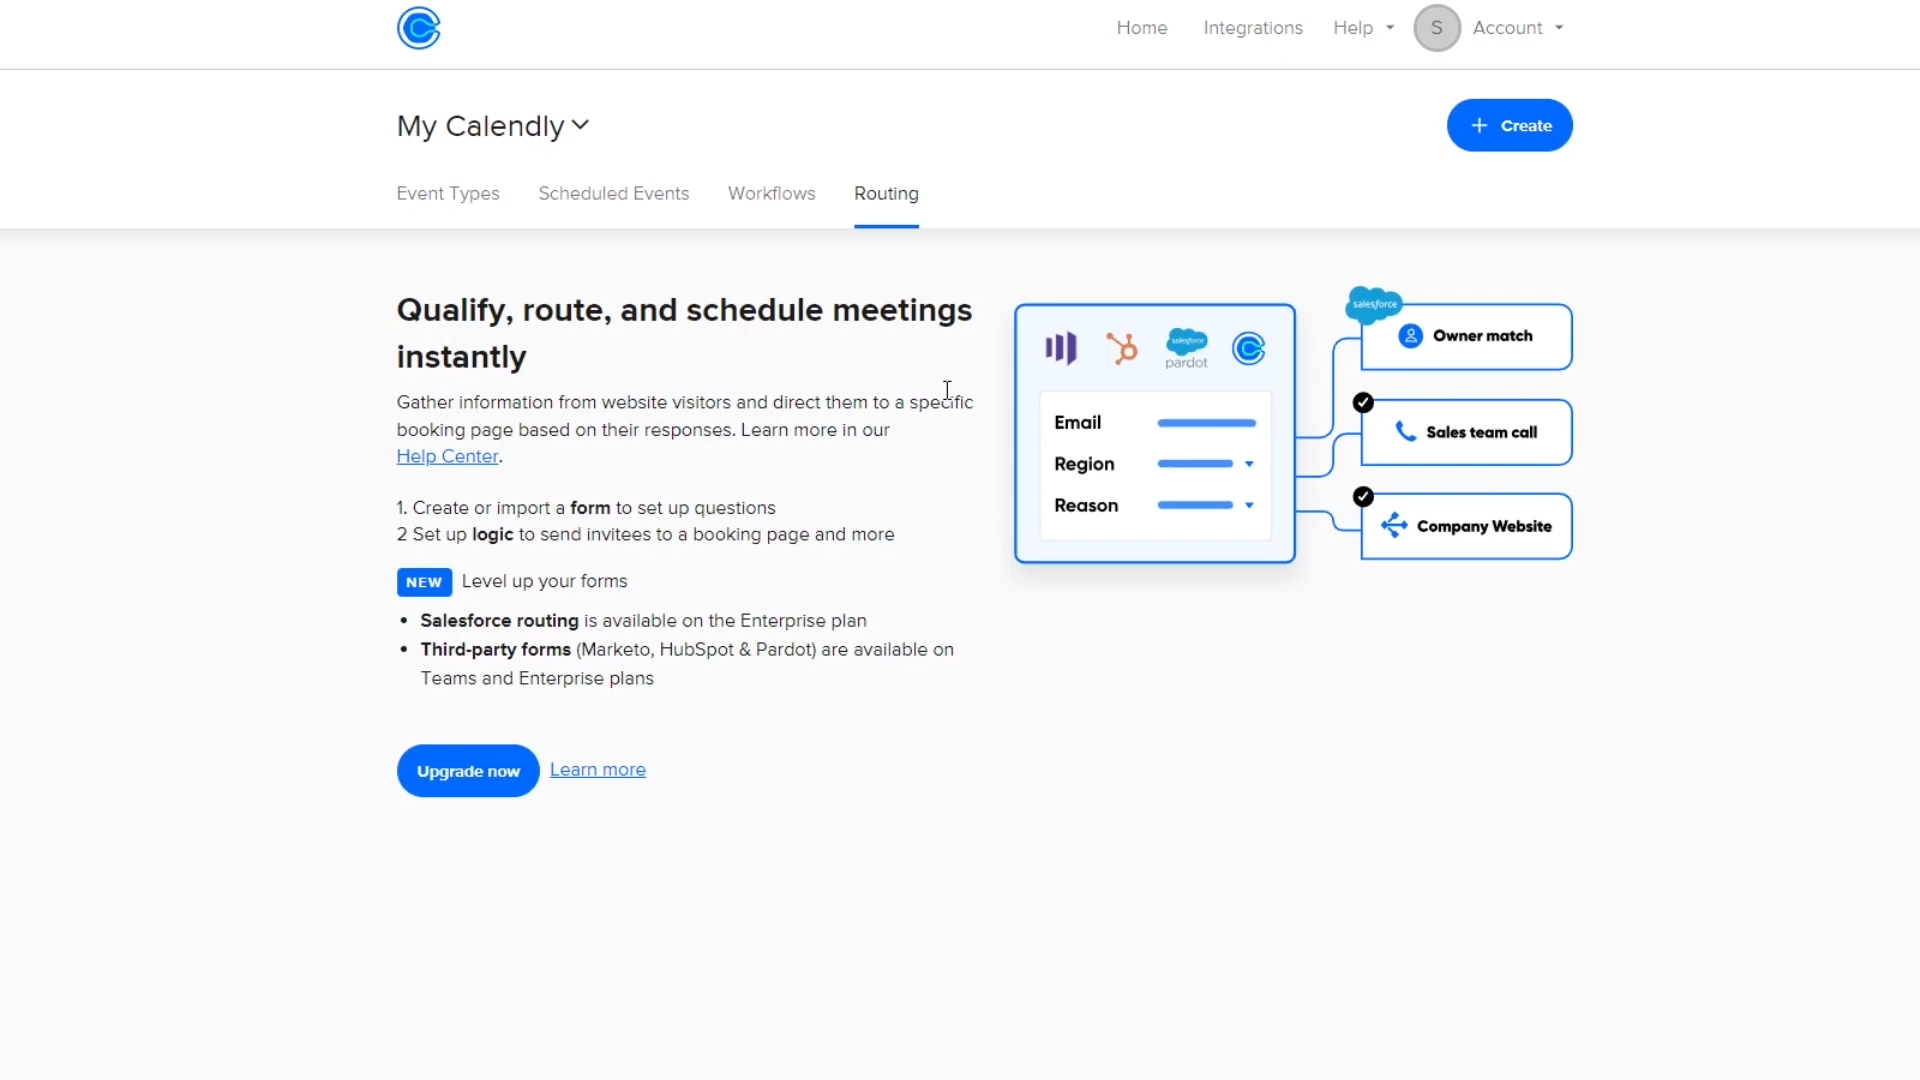 Home Integrations Help S Account
My Calendly
+ Create
Event Types Scheduled Events Workflows Routing
Qualify, route, and schedule meetings
instantly
Gather information from website visitors and direct them to a specific
booking page based on their responses. Learn more in our
Help Center.
1. Create or import a form to set up questions
2 Set up logic to send invitees to a booking page and more
NEW Level up your forms
• Salesforce routing is available on the Enterprise plan
• Third-party forms (Marketo, HubSpot & Pardot) are available on
Teams and Enterprise plans
Upgrade now Learn more
salesforce
pardot
Email
Region
Reason
salesforce
Owner match
Sales team call
Company Website